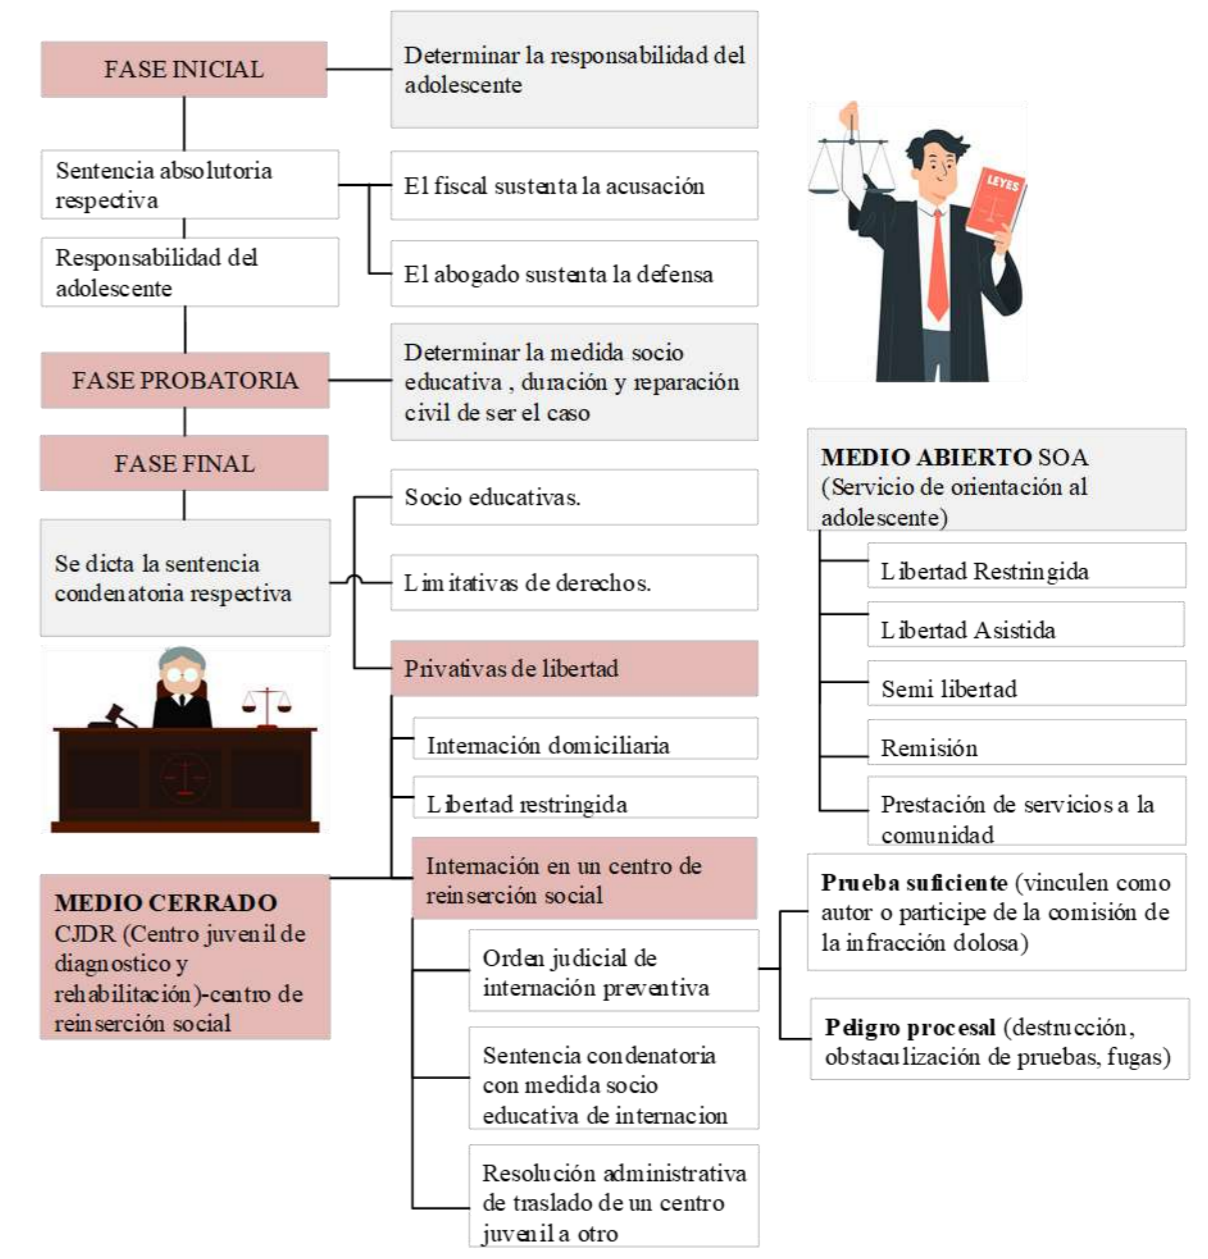 FASE INICIAL
Determinar la responsabilidad del
adolescente
Sentencia absolutoria
respectiva
El fiscal sustenta la acusación
Responsabilidad del
adolescente
El abogado sustenta la defensa
LEYES
FASE PROBATORIA
Determinar la medida socio
educativa , duración y reparación
civil de ser el caso
FASE FINAL
Se dicta la sentencia
condenatoria respectiva
Socio educativas.
Limitativas de derechos.
Privativas de libertad
Internación domiciliaria
Libertad restringida
Internación en un centro de
reinserción social
MEDIO CERRADO
CJDR (Centro juvenil de
diagnostico y
rehabilitación)-centro de
reinserción social
Orden judicial de
internación preventiva
Sentencia condenatoria
con medida socio
educativa de internacion
Resolución administrativa
de traslado de un centro
juvenil a otro
MEDIO ABIERTO SOA
(Servicio de orientación al
adolescente)
Libertad Restringida
Libertad Asistida
Semi libertad
Remisión
Prestación de servicios a la
comunidad
Prueba suficiente (vinculen como
autor o participe de la comisión de
la infracción dolosa)
Peligro procesal (destrucción,
obstaculización de pruebas, fugas)